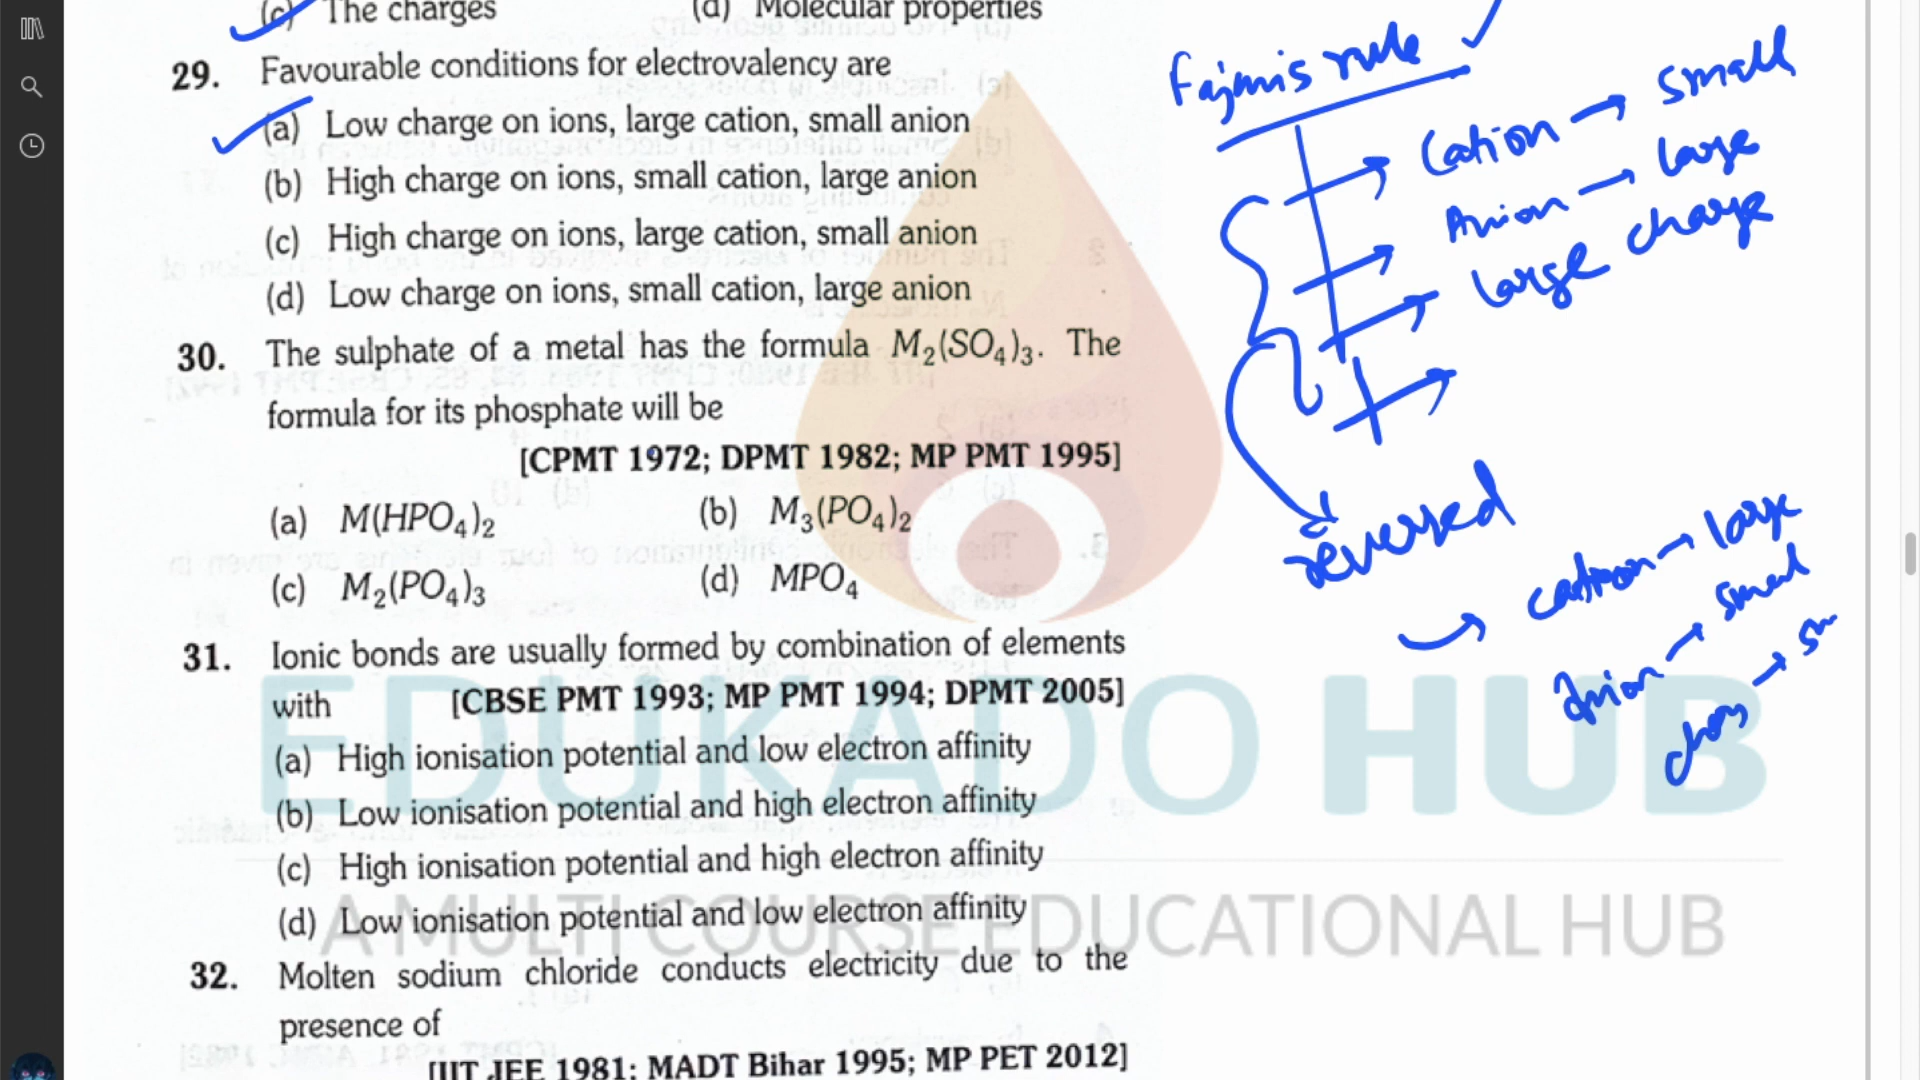 (c) The charges (d) Molecular properties
29. Favourable conditions for electrovalency are
(a) Low charge on ions, large cation, small anion
(b) High charge on ions, small cation, large anion
(c) High charge on ions, large cation, small anion
(d) Low charge on ions, small cation, large anion
30. The sulphate of a metal has the formula M₂(SO₄)₃. The
formula for its phosphate will be
[CPMT 1972; DPMT 1982; MP PMT 1995]
(a) M(HPO₄)₂ (b) M₃(PO₄)₂
(c) M₂(PO₄)₃ (d) MPO₄
31. Ionic bonds are usually formed by combination of elements
with [CBSE PMT 1993; MP PMT 1994; DPMT 2005]
(a) High ionisation potential and low electron affinity
(b) Low ionisation potential and high electron affinity
(c) High ionisation potential and high electron affinity
(d) Low ionisation potential and low electron affinity
32. Molten sodium chloride conducts electricity due to the
presence of
[IIT JEE 1981; MADT Bihar 1995; MP PET 2012]
Fajan's rule
Cation → small
Anion → large
large charge
reversed
cation → large
Anion → small
EDUKADO HUB
A MULTI COURSE EDUCATIONAL HUB